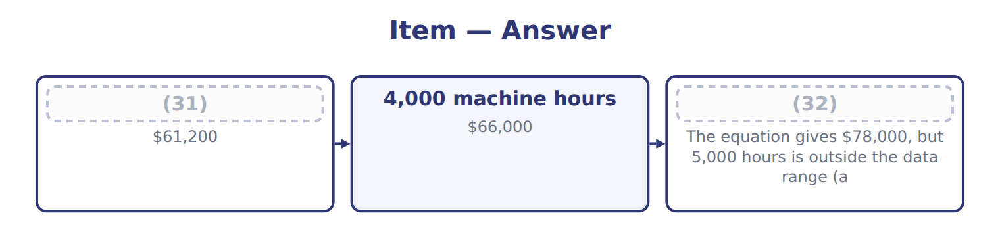 Item — Answer
(31)
$61,200
4,000 machine hours
$66,000
(32)
The equation gives $78,000, but
5,000 hours is outside the data
range (a